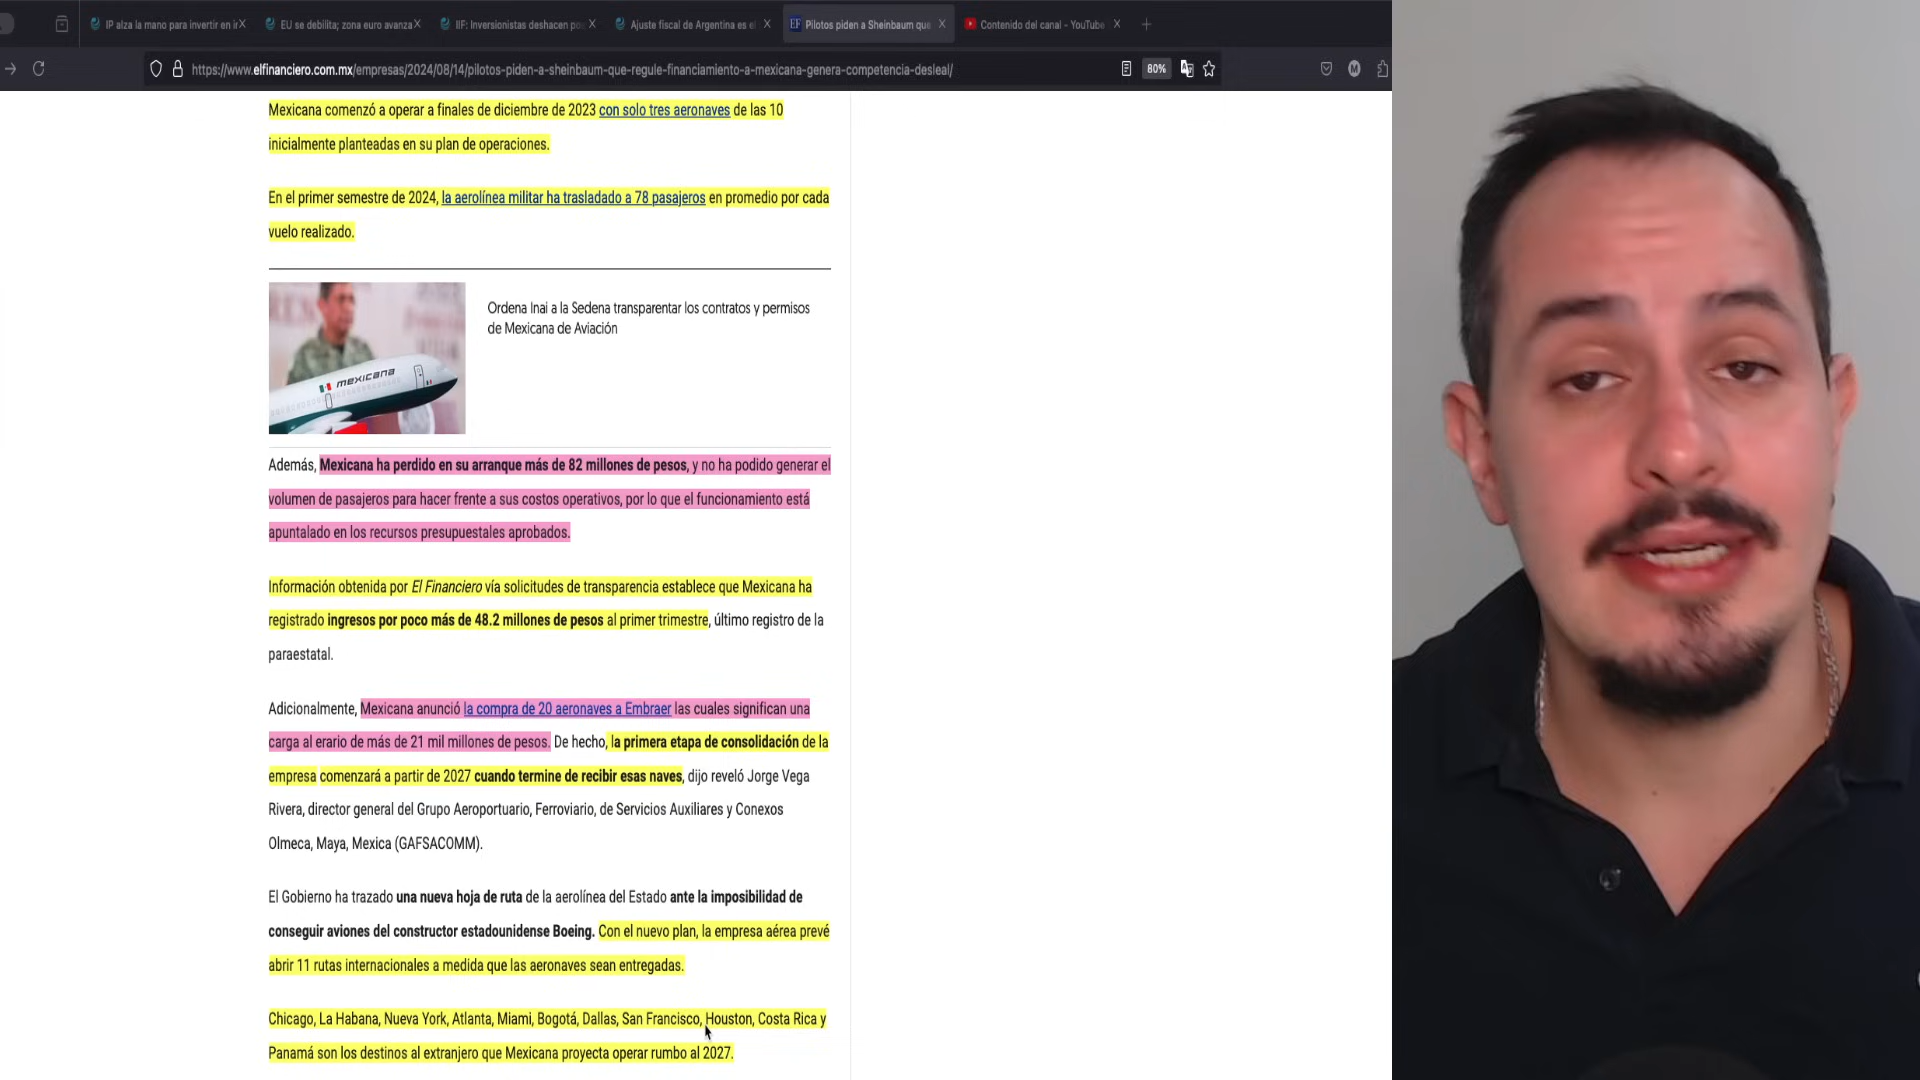 IP alza la mano para invertir en ir
EU se debilita; zona euro avanza
IIF: Inversionistas deshacen po
Ajuste fiscal de Argentina es e
EF Pilotos piden a Sheinbaum que
Contenido del canal - YouTube
https://www.elfinanciero.com.mx/empresas/2024/08/14/pilotos-piden-a-sheinbaum-que-regule-financiamiento-a-mexicana-genera-competencia-desleal/
80%
M
Mexicana comenzó a operar a finales de diciembre de 2023 con solo tres aeronaves de las 10
inicialmente planteadas en su plan de operaciones.
En el primer semestre de 2024, la aerolínea militar ha trasladado a 78 pasajeros en promedio por cada
vuelo realizado.
mexicana
Ordena Inai a la Sedena transparentar los contratos y permisos
de Mexicana de Aviación
Además, Mexicana ha perdido en su arranque más de 82 millones de pesos, y no ha podido generar el
volumen de pasajeros para hacer frente a sus costos operativos, por lo que el funcionamiento está
apuntalado en los recursos presupuestales aprobados.
Información obtenida por El Financiero vía solicitudes de transparencia establece que Mexicana ha
registrado ingresos por poco más de 48.2 millones de pesos al primer trimestre, último registro de la
paraestatal.
Adicionalmente, Mexicana anunció la compra de 20 aeronaves a Embraer las cuales significan una
carga al erario de más de 21 mil millones de pesos. De hecho, la primera etapa de consolidación de la
empresa comenzará a partir de 2027 cuando termine de recibir esas naves, dijo reveló Jorge Vega
Rivera, director general del Grupo Aeroportuario, Ferroviario, de Servicios Auxiliares y Conexos
Olmeca, Maya, Mexica (GAFSACOMM).
El Gobierno ha trazado una nueva hoja de ruta de la aerolínea del Estado ante la imposibilidad de
conseguir aviones del constructor estadounidense Boeing. Con el nuevo plan, la empresa aérea prevé
abrir 11 rutas internacionales a medida que las aeronaves sean entregadas.
Chicago, La Habana, Nueva York, Atlanta, Miami, Bogotá, Dallas, San Francisco, Houston, Costa Rica y
Panamá son los destinos al extranjero que Mexicana proyecta operar rumbo al 2027.